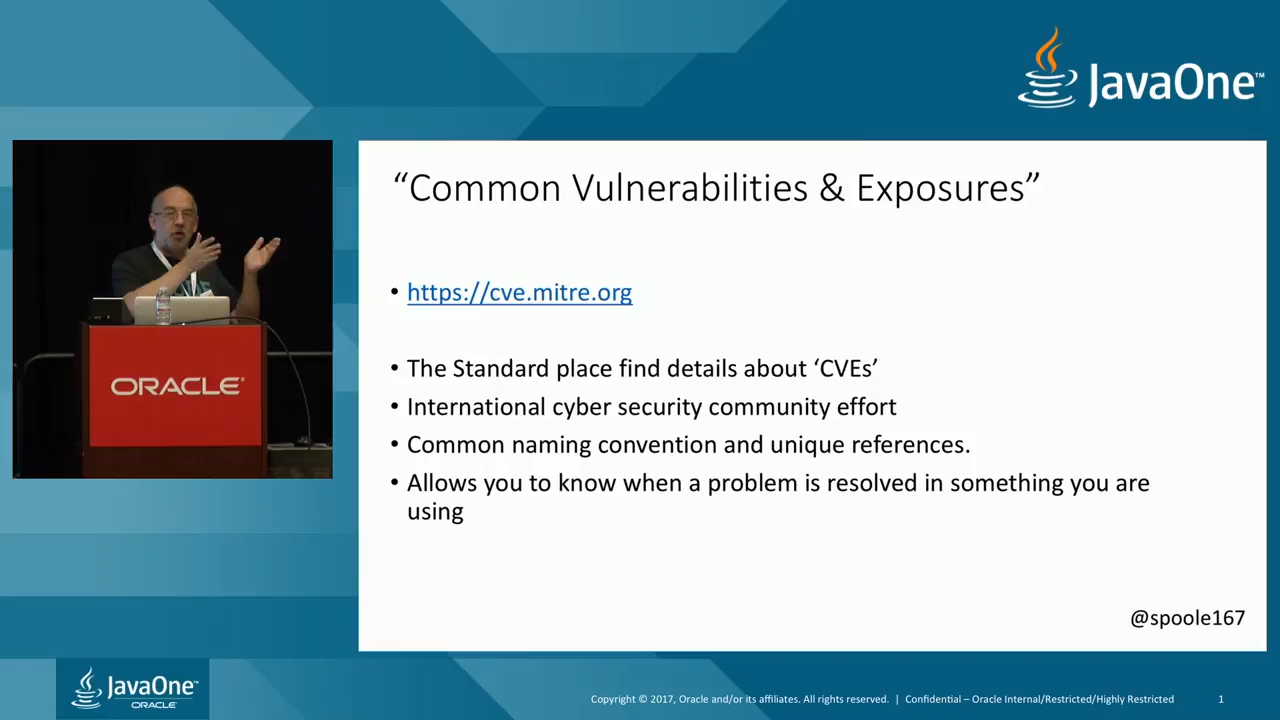 JavaOne™
“Common Vulnerabilities & Exposures”
• https://cve.mitre.org
• The Standard place find details about ‘CVEs’
• International cyber security community effort
• Common naming convention and unique references.
• Allows you to know when a problem is resolved in something you are
using
@spoole167
ORACLE®
JavaOne™
ORACLE®
Copyright © 2017, Oracle and/or its affiliates. All rights reserved. | Confidential – Oracle Internal/Restricted/Highly Restricted 1